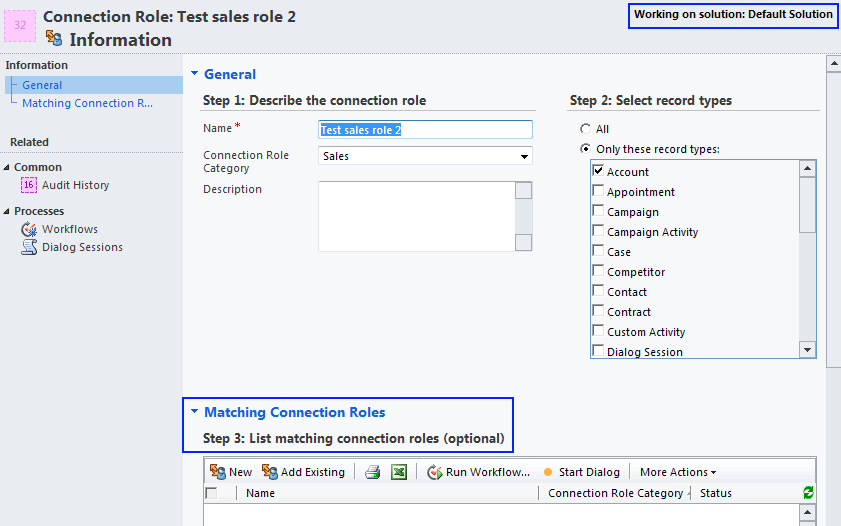 32
Connection Role: Test sales role 2
Information
Working on solution: Default Solution
Information
General
Matching Connection R...
Related
Common
16 Audit History
Processes
Workflows
Dialog Sessions
General
Step 1: Describe the connection role
Name*
Test sales role 2
Connection Role
Category
Sales
Description
Step 2: Select record types
All
Only these record types:
Account
Appointment
Campaign
Campaign Activity
Case
Competitor
Contact
Contract
Custom Activity
Dialog Session
Matching Connection Roles
Step 3: List matching connection roles (optional)
New Add Existing Run Workflow... Start Dialog More Actions
Name Connection Role Category Status